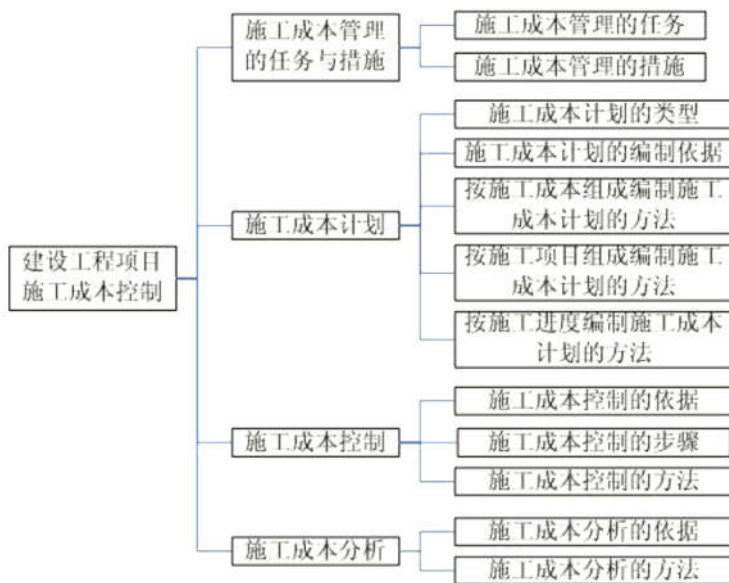 建设工程项目
施工成本控制
施工成本管理
的任务与措施
施工成本管理的任务
施工成本管理的措施
施工成本计划
施工成本计划的类型
施工成本计划的编制依据
按施工成本组成编制施工
成本计划的方法
按施工项目组成编制施工
成本计划的方法
按施工进度编制施工成本
计划的方法
施工成本控制
施工成本控制的依据
施工成本控制的步骤
施工成本控制的方法
施工成本分析
施工成本分析的依据
施工成本分析的方法